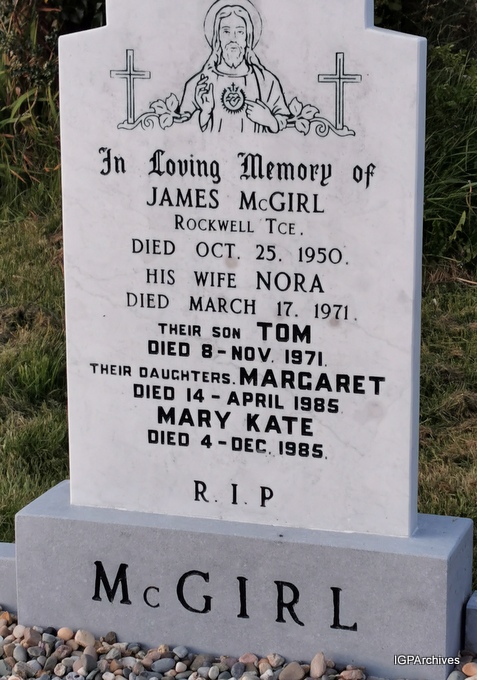 In Loving Memory of
JAMES McGIRL
ROCKWELL TCE.
DIED OCT. 25. 1950.
HIS WIFE NORA
DIED MARCH 17. 1971.
THEIR SON TOM
DIED 8 - NOV. 1971.
THEIR DAUGHTERS. MARGARET
DIED 14 - APRIL 1985.
MARY KATE
DIED 4 - DEC. 1985.
R. I. P
McGIRL
IGPArchives